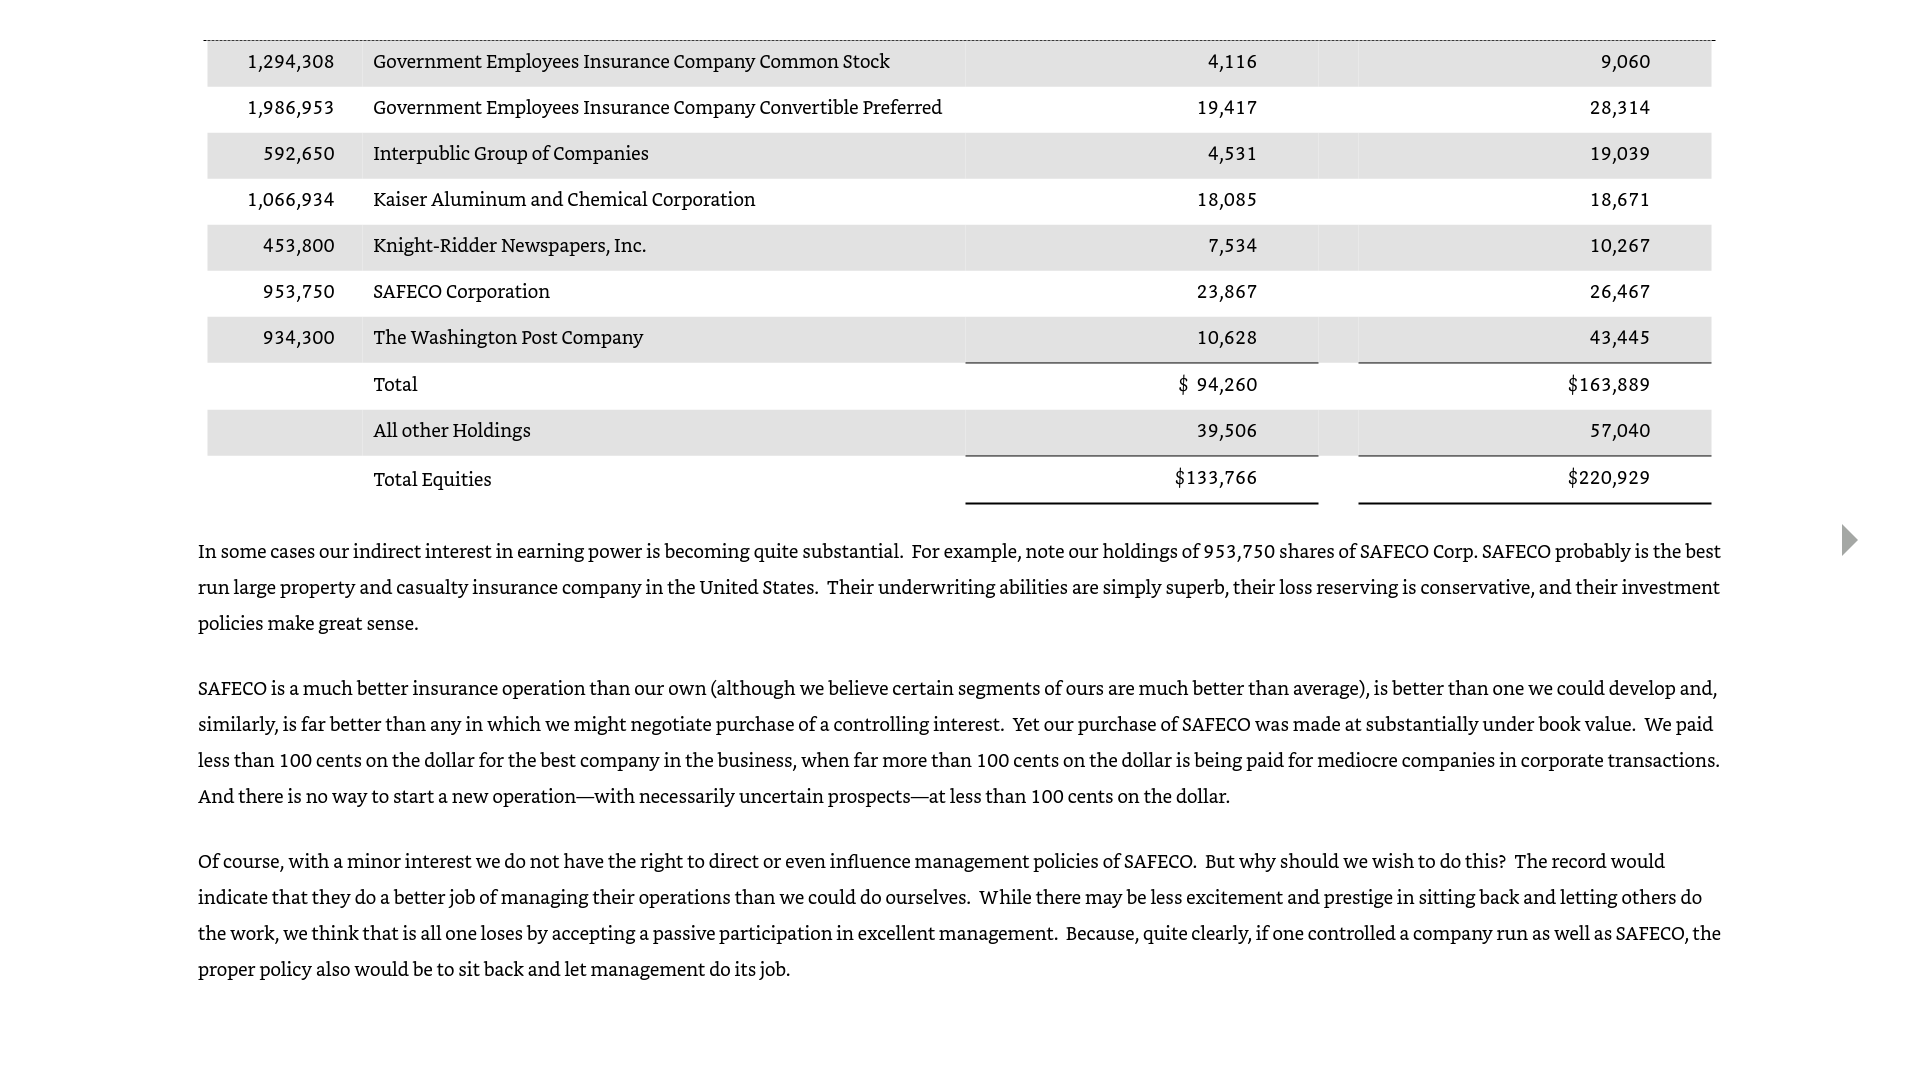 1,294,308 Government Employees Insurance Company Common Stock 4,116 9,060
1,986,953 Government Employees Insurance Company Convertible Preferred 19,417 28,314
592,650 Interpublic Group of Companies 4,531 19,039
1,066,934 Kaiser Aluminum and Chemical Corporation 18,085 18,671
453,800 Knight-Ridder Newspapers, Inc. 7,534 10,267
953,750 SAFECO Corporation 23,867 26,467
934,300 The Washington Post Company 10,628 43,445
Total $ 94,260 $163,889
All other Holdings 39,506 57,040
Total Equities $133,766 $220,929
In some cases our indirect interest in earning power is becoming quite substantial. For example, note our holdings of 953,750 shares of SAFECO Corp. SAFECO probably is the best
run large property and casualty insurance company in the United States. Their underwriting abilities are simply superb, their loss reserving is conservative, and their investment
policies make great sense.
SAFECO is a much better insurance operation than our own (although we believe certain segments of ours are much better than average), is better than one we could develop and,
similarly, is far better than any in which we might negotiate purchase of a controlling interest. Yet our purchase of SAFECO was made at substantially under book value. We paid
less than 100 cents on the dollar for the best company in the business, when far more than 100 cents on the dollar is being paid for mediocre companies in corporate transactions.
And there is no way to start a new operation—with necessarily uncertain prospects—at less than 100 cents on the dollar.
Of course, with a minor interest we do not have the right to direct or even influence management policies of SAFECO. But why should we wish to do this? The record would
indicate that they do a better job of managing their operations than we could do ourselves. While there may be less excitement and prestige in sitting back and letting others do
the work, we think that is all one loses by accepting a passive participation in excellent management. Because, quite clearly, if one controlled a company run as well as SAFECO, the
proper policy also would be to sit back and let management do its job.